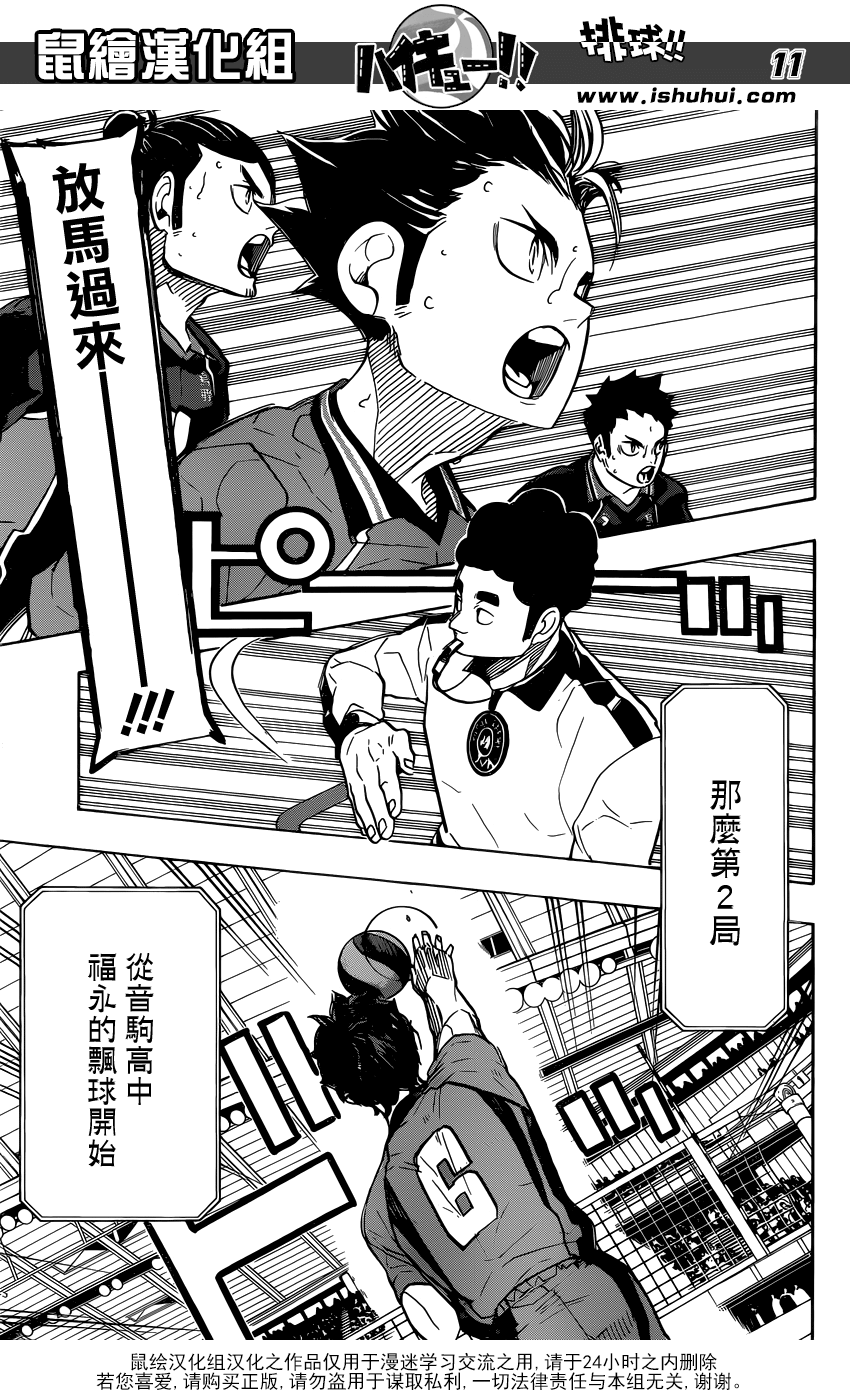 鼠繪漢化組
ハイキュー!!
排球!!
11
www.ishuhui.com
放馬過來——!!!
ピーッ
那麼第2局
從音駒高中
福永的飄球開始
6
鼠绘汉化组汉化之作品仅用于漫迷学习交流之用,请于24小时之内删除
若您喜爱,请购买正版,请勿盗用于谋取私利,一切法律责任与本组无关,谢谢。